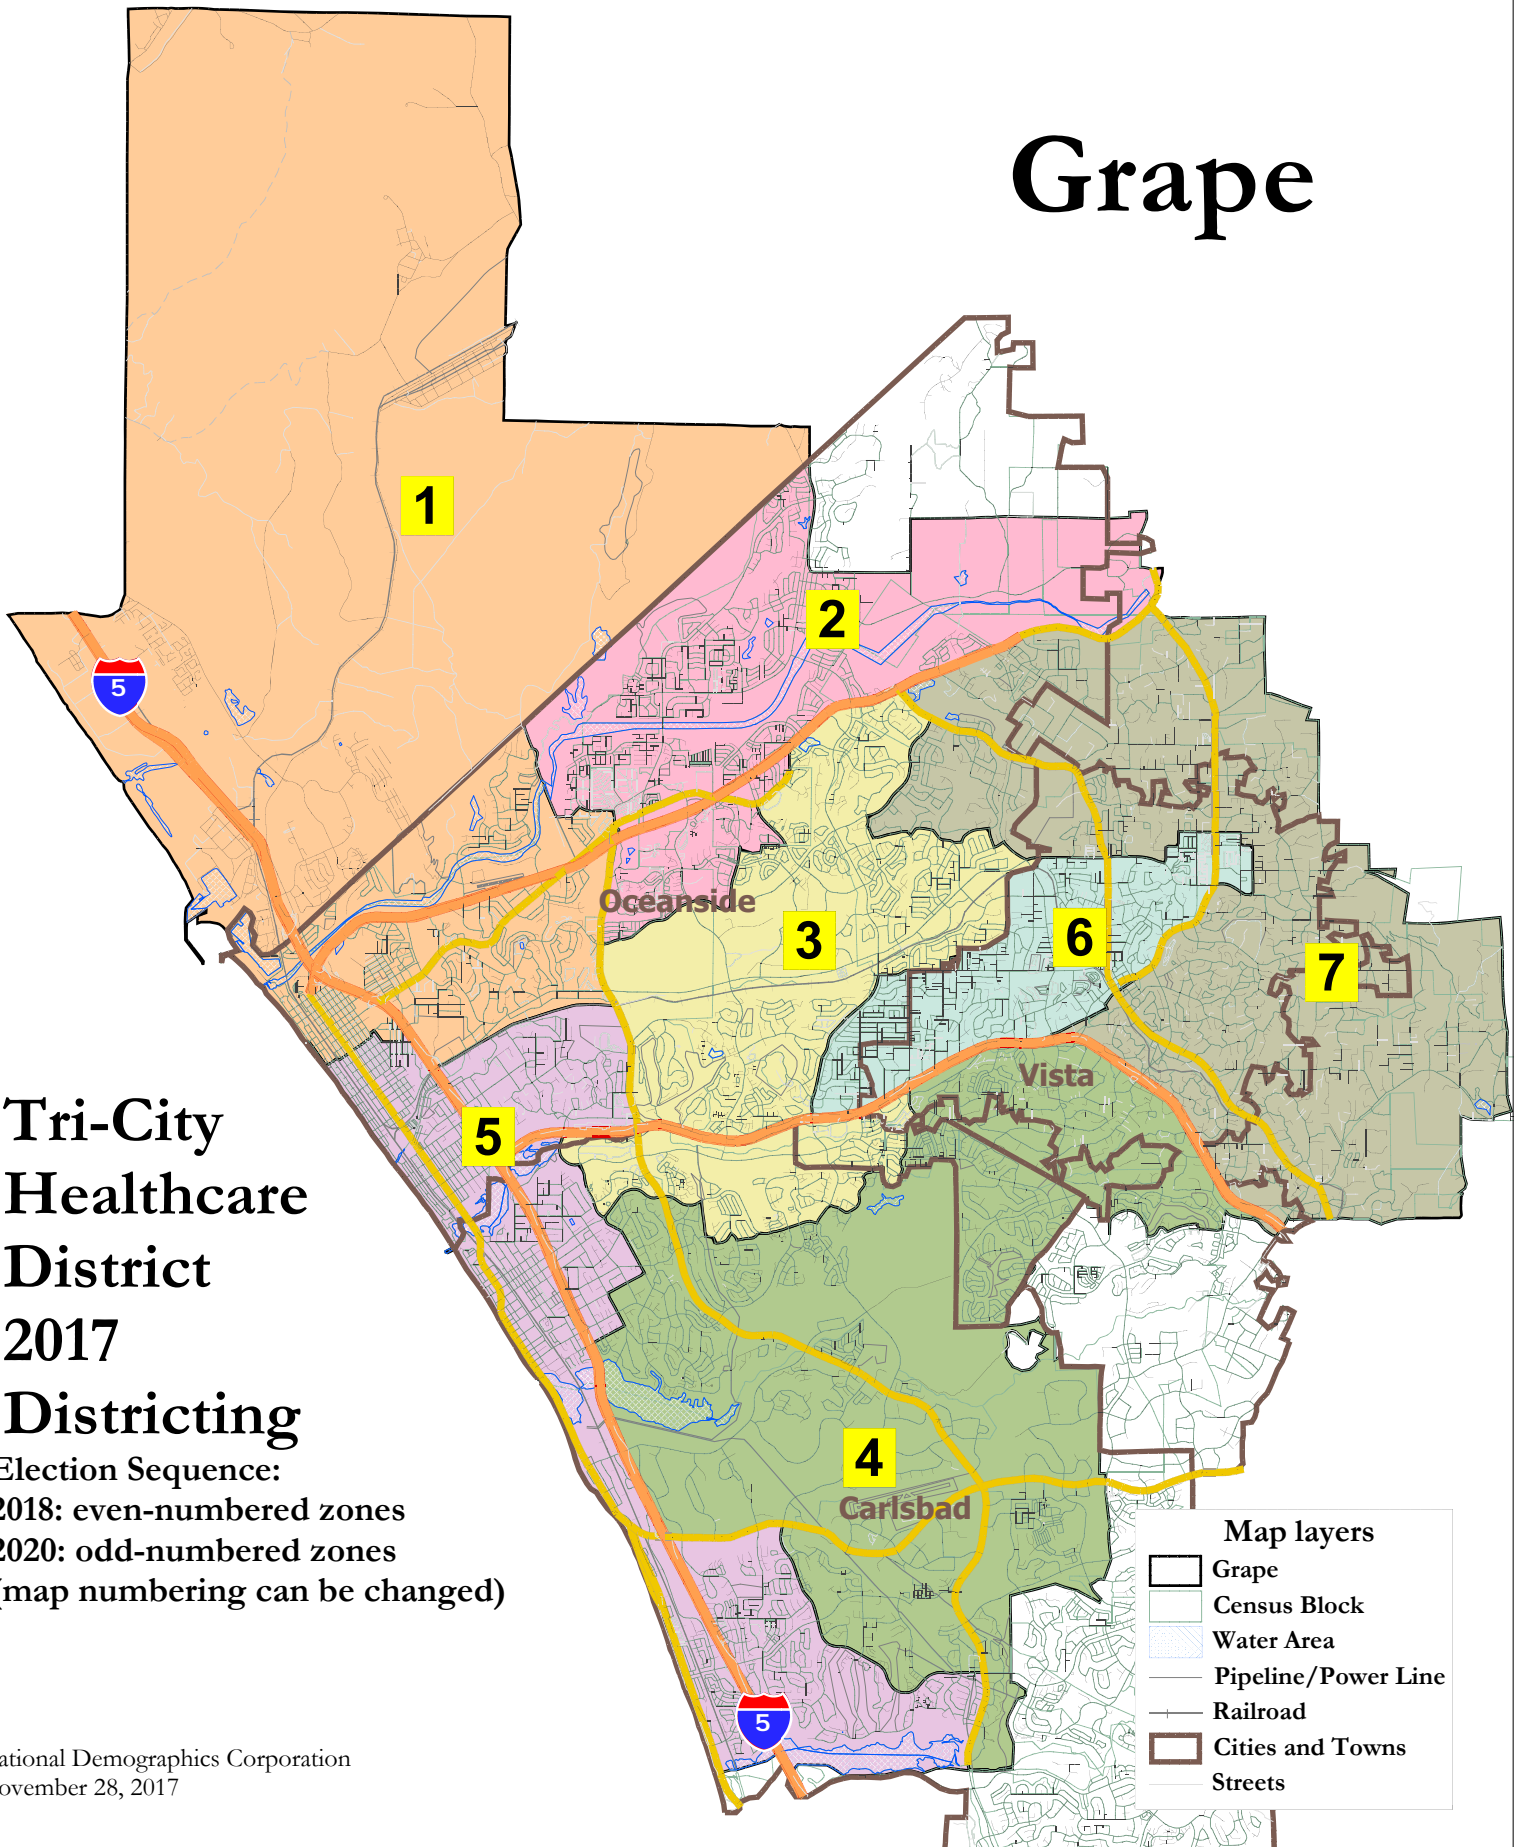 Grape
1
2
5
Oceanside
3
6
7
Vista
5
4
Carlsbad
5
Tri-City
Healthcare
District
2017
Districting
Election Sequence:
2018: even-numbered zones
2020: odd-numbered zones
(map numbering can be changed)
ational Demographics Corporation
ovember 28, 2017
Map layers
Grape
Census Block
Water Area
Pipeline/Power Line
Railroad
Cities and Towns
Streets